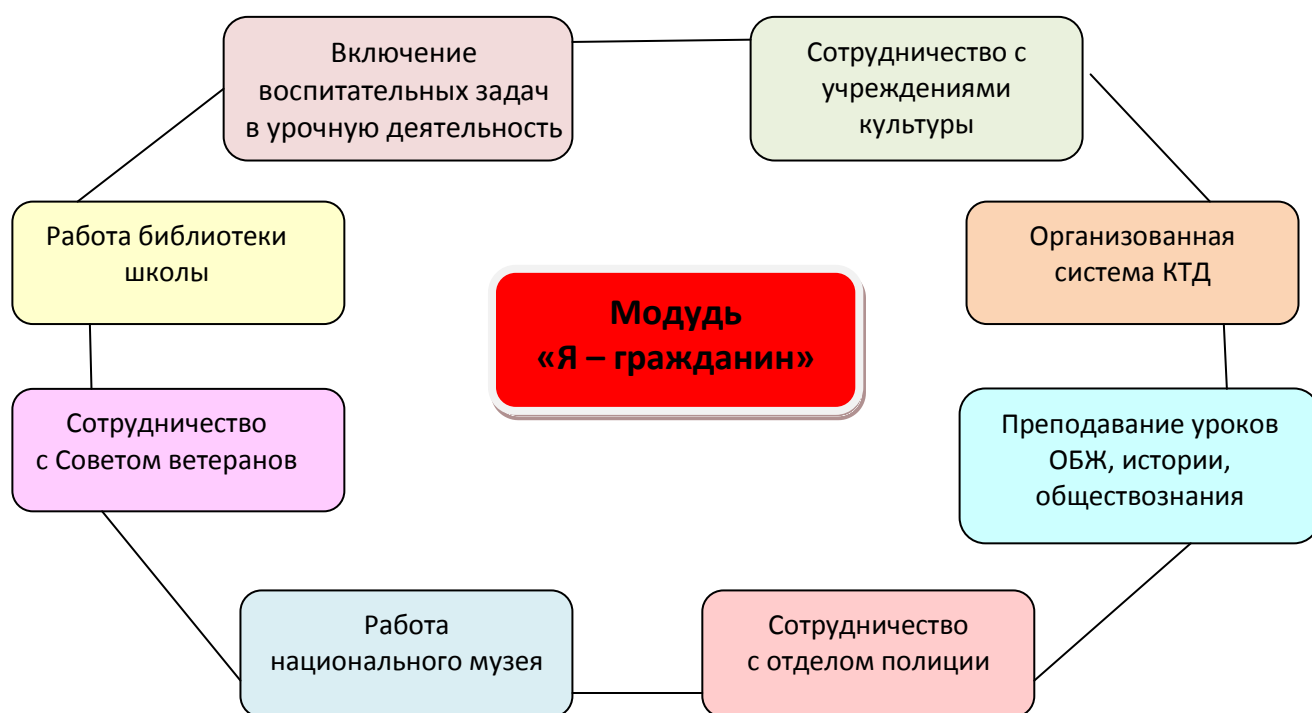 Включение
воспитательных задач
в урочную деятельность
Сотрудничество с
учреждениями
культуры
Работа библиотеки
школы
Организованная
система КТД
Модудь
«Я – гражданин»
Сотрудничество
с Советом ветеранов
Преподавание уроков
ОБЖ, истории,
обществознания
Работа
национального музея
Сотрудничество
с отделом полиции